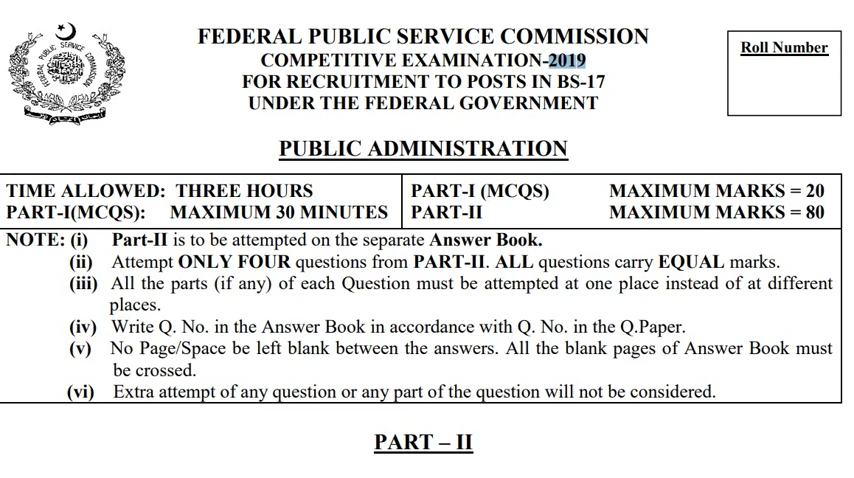 FEDERAL PUBLIC SERVICE COMMISSION
COMPETITIVE EXAMINATION-2019
FOR RECRUITMENT TO POSTS IN BS-17
UNDER THE FEDERAL GOVERNMENT
Roll Number
PUBLIC ADMINISTRATION
TIME ALLOWED: THREE HOURS
PART-I(MCQS): MAXIMUM 30 MINUTES
PART-I (MCQS) MAXIMUM MARKS = 20
PART-II MAXIMUM MARKS = 80
NOTE: (i) Part-II is to be attempted on the separate Answer Book.
(ii) Attempt ONLY FOUR questions from PART-II. ALL questions carry EQUAL marks.
(iii) All the parts (if any) of each Question must be attempted at one place instead of at different
places.
(iv) Write Q. No. in the Answer Book in accordance with Q. No. in the Q.Paper.
(v) No Page/Space be left blank between the answers. All the blank pages of Answer Book must
be crossed.
(vi) Extra attempt of any question or any part of the question will not be considered.
PART – II